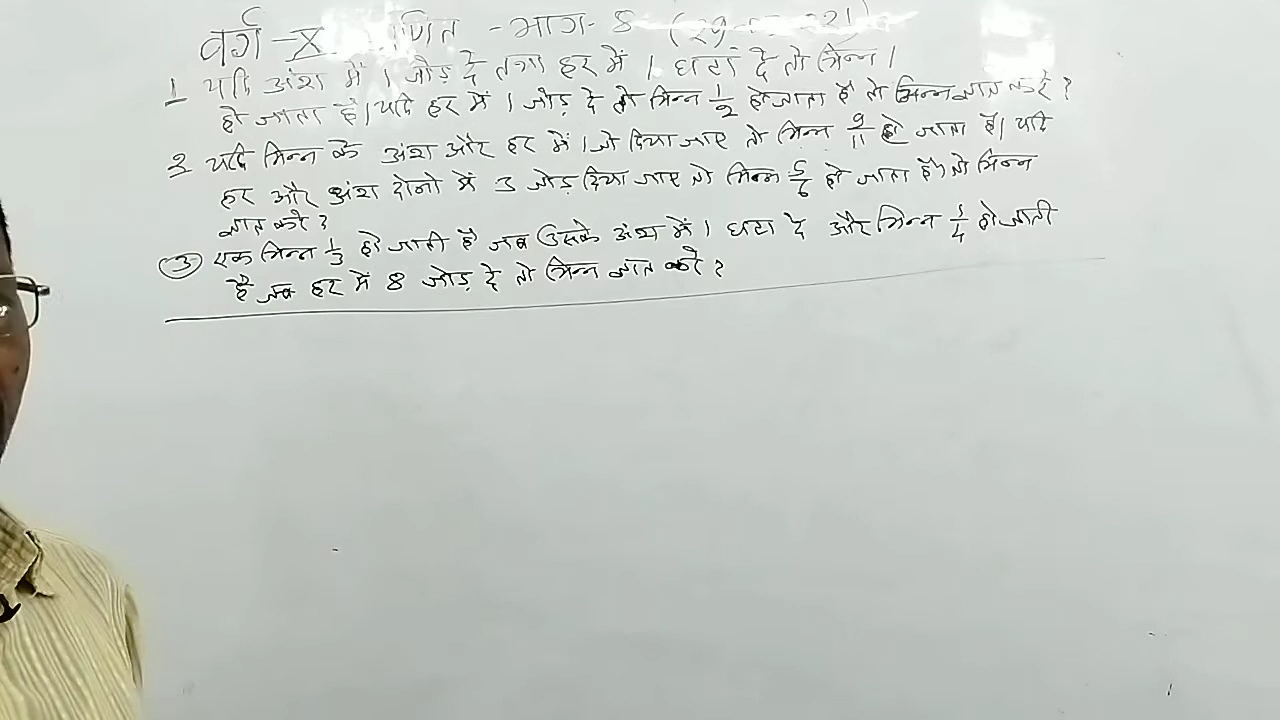 वर्ग-X गणित -भाग-8
1 यदि अंश में 1 जोड़ दे तथा हर में 1 घटा दे तो भिन्न 1
हो जाता है। यदि हर में 1 जोड़ दे तो भिन्न 1/2 हो जाता है तो भिन्न ज्ञात करे?
2 यदि भिन्न के अंश और हर में दिया जाए तो भिन्न 9/11 हो जाता है। यदि
हर और अंश दोनो में 3 जोड़ दिया जाए तो भिन्न 5/6 हो जाता है, तो भिन्न
ज्ञात करे?
3 एक भिन्न 1/3 हो जाती है जब उसके अंश में 1 घटा दे और भिन्न 1/4 हो जाती
है जब हर में 8 जोड़ दे तो भिन्न ज्ञात करे?